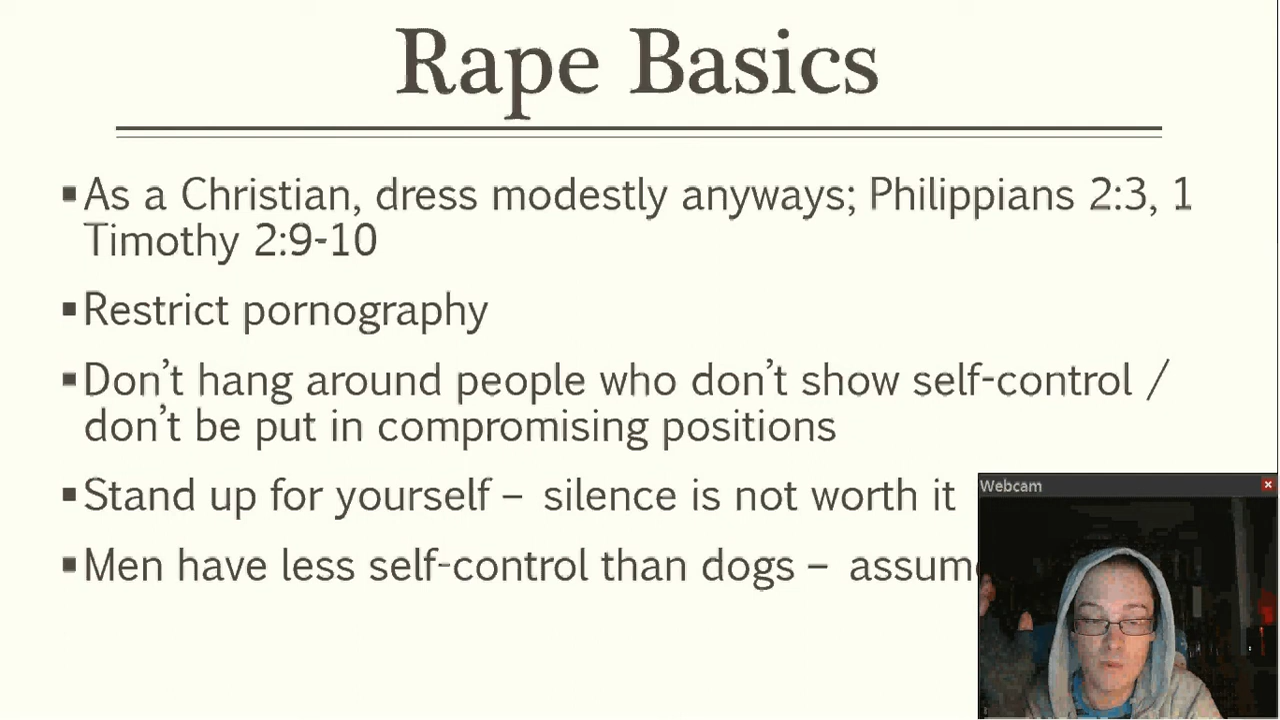 Rape Basics
▪As a Christian, dress modestly anyways; Philippians 2:3, 1
Timothy 2:9-10
▪Restrict pornography
▪Don't hang around people who don't show self-control /
don't be put in compromising positions
▪Stand up for yourself – silence is not worth it
Webcam
▪Men have less self-control than dogs –